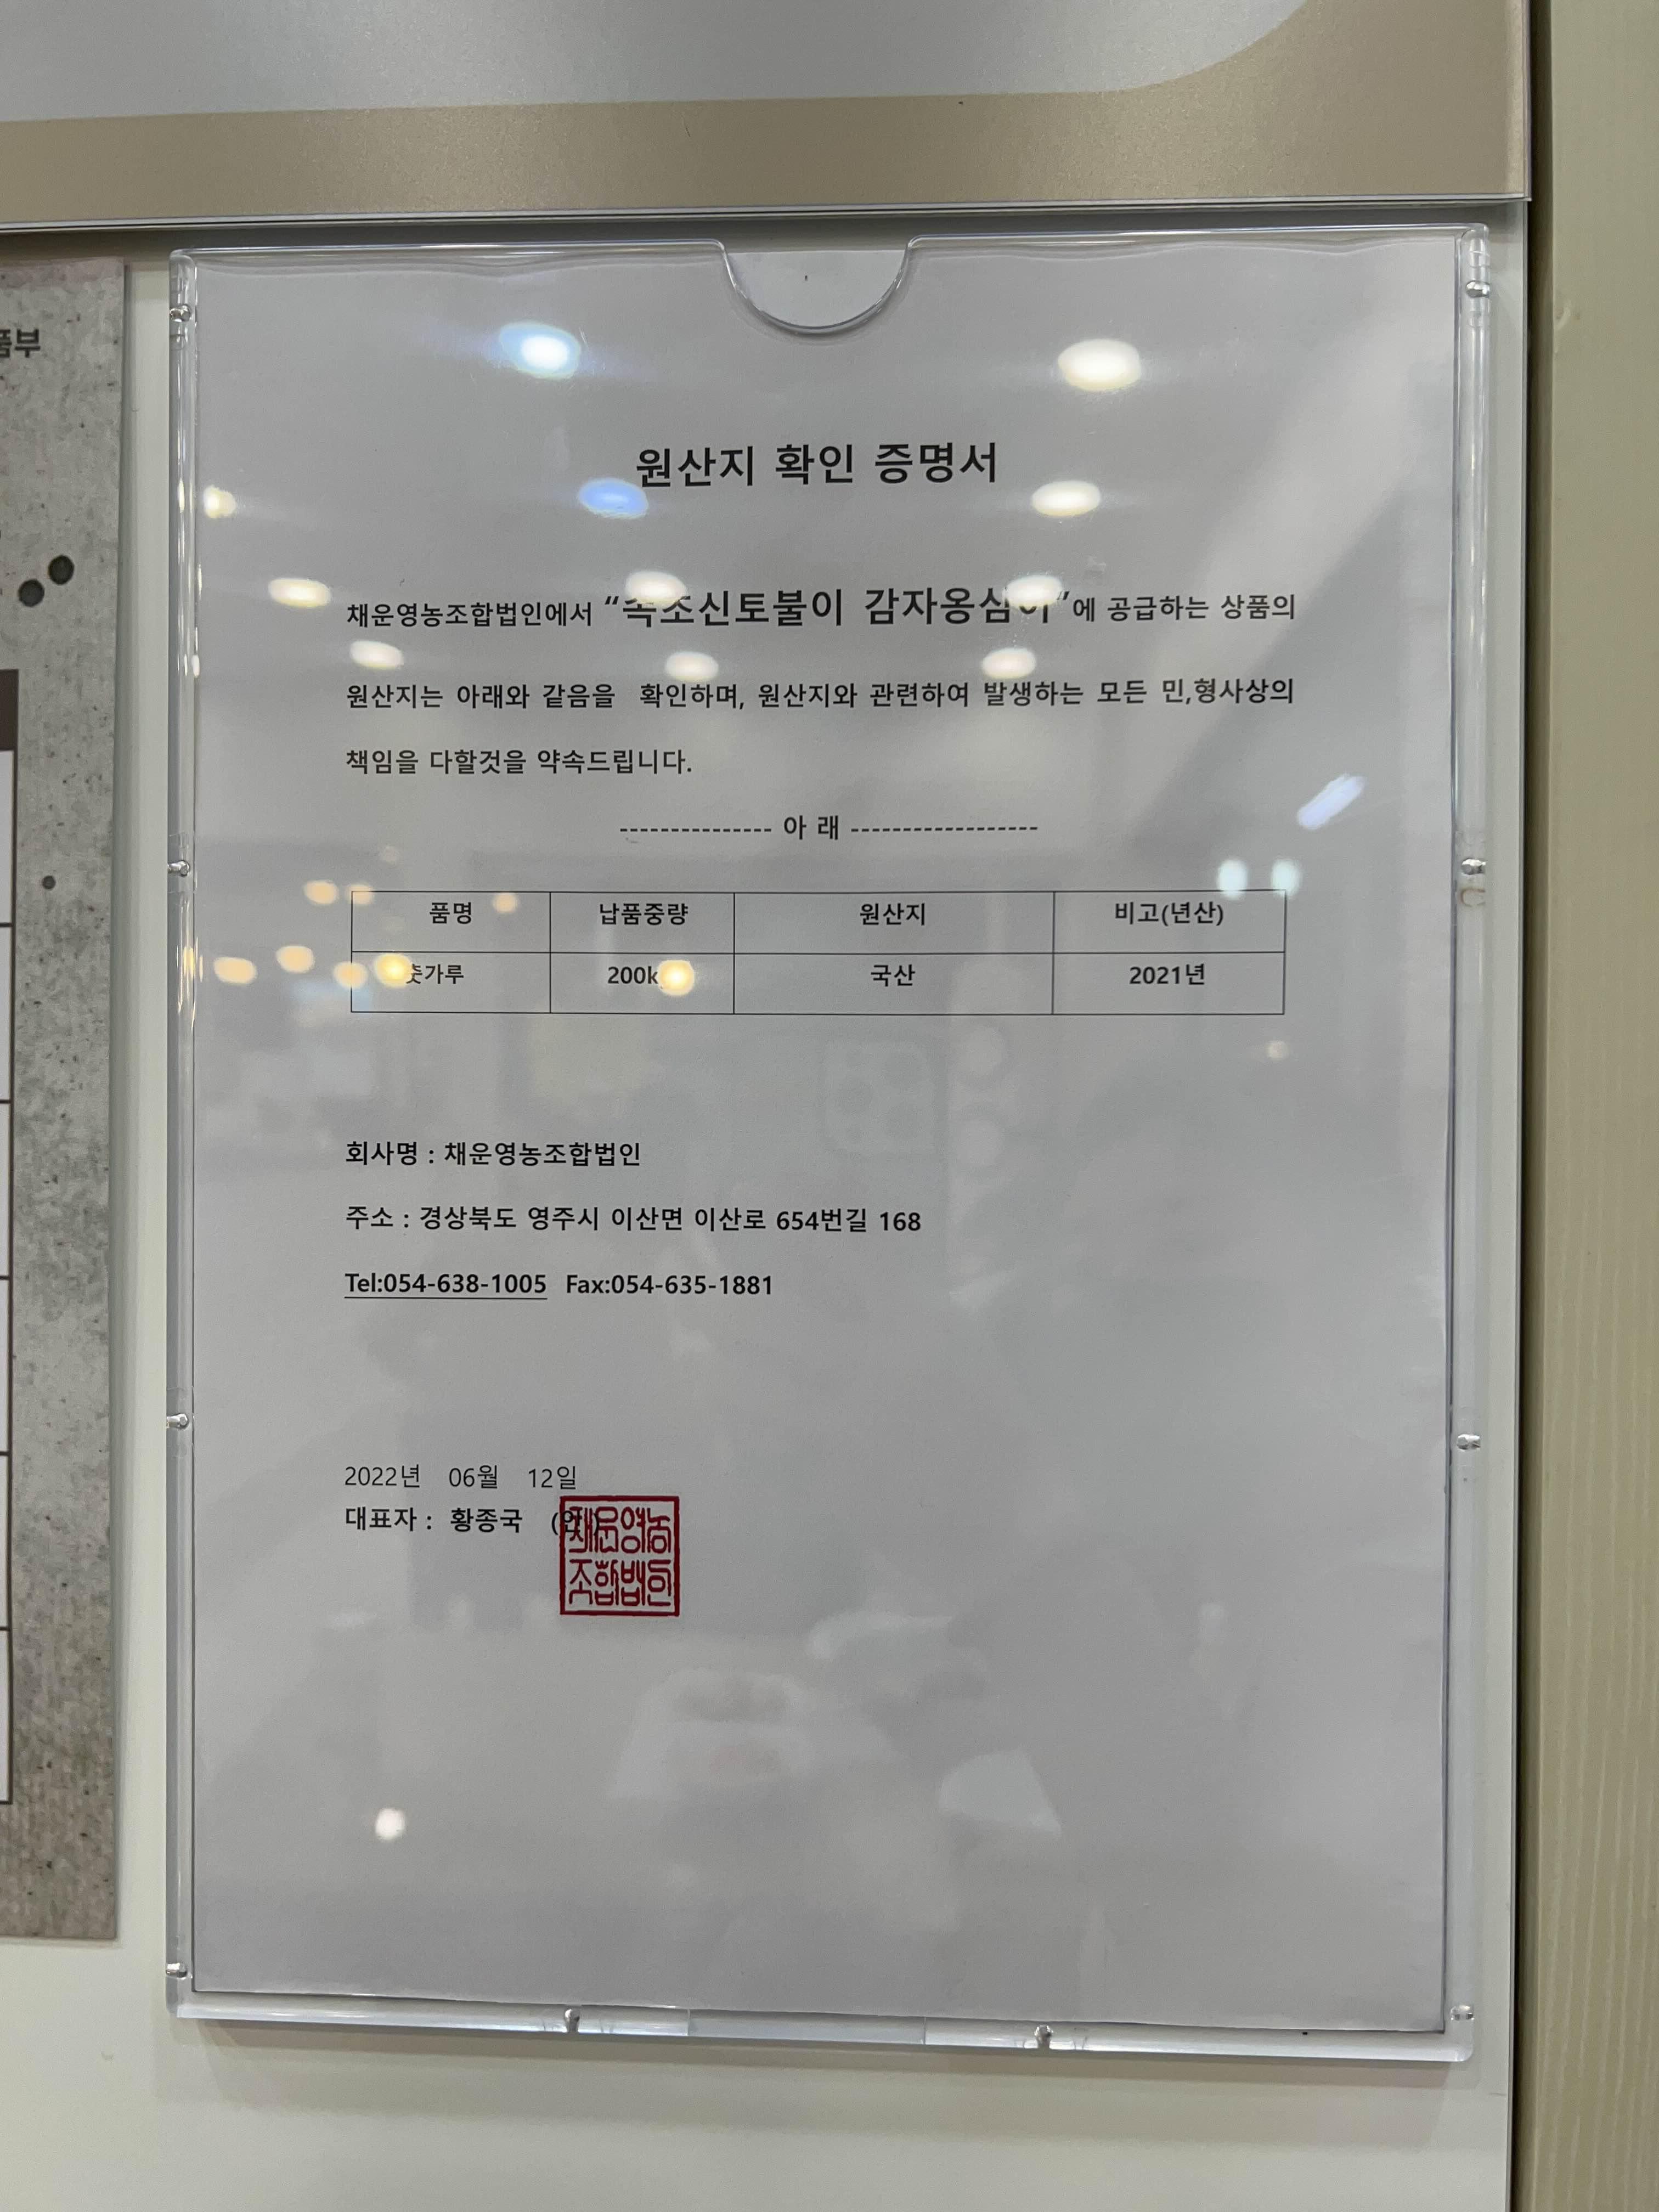 품부
원산지 확인 증명서
채운영농조합법인에서 “속초신토불이 감자옹심이”에 공급하는 상품의
원산지는 아래와 같음을 확인하며, 원산지와 관련하여 발생하는 모든 민,형사상의
책임을 다할것을 약속드립니다.
--------------- 아 래 ------------------
품명 납품중량 원산지 비고(년산)
국산 2021년
회사명 : 채운영농조합법인
주소 : 경상북도 영주시 이산면 이산로 654번길 168
Tel:054-638-1005 Fax:054-635-1881
2022년 06월 12일
대표자 : 황종국 (인)
채운영농
조합법인